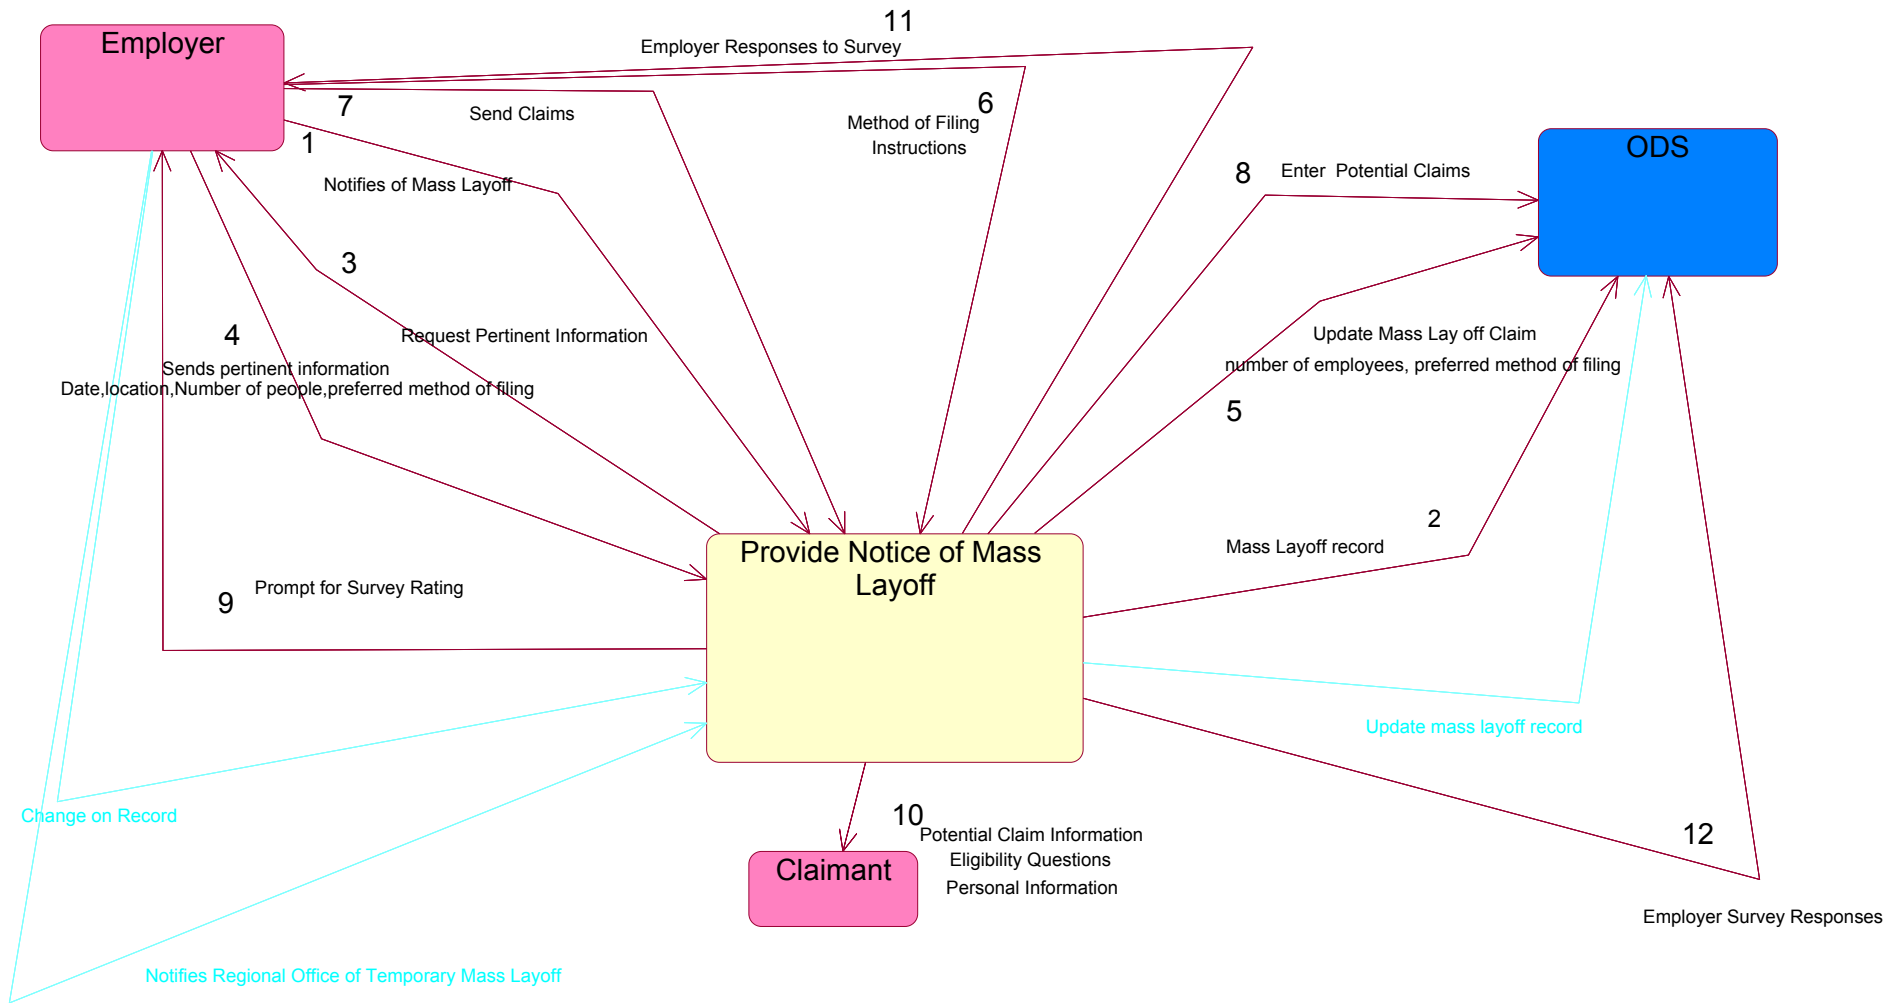 11
Employer
Employer Responses to Survey
7
Send Claims
6
Method of Filing
Instructions
1
ODS
Notifies of Mass Layoff
8
Enter  Potential Claims
3
4
Request Pertinent Information
Update Mass Lay off Claim
number of employees, preferred method of filing
Sends pertinent information
Date,location,Number of people,preferred method of filing
5
2
Mass Layoff record
Provide Notice of Mass
Layoff
9
Prompt for Survey Rating
Update mass layoff record
Change on Record
10
Potential Claim Information
Eligibility Questions
Personal Information
Claimant
12
Employer Survey Responses
Notifies Regional Office of Temporary Mass Layoff